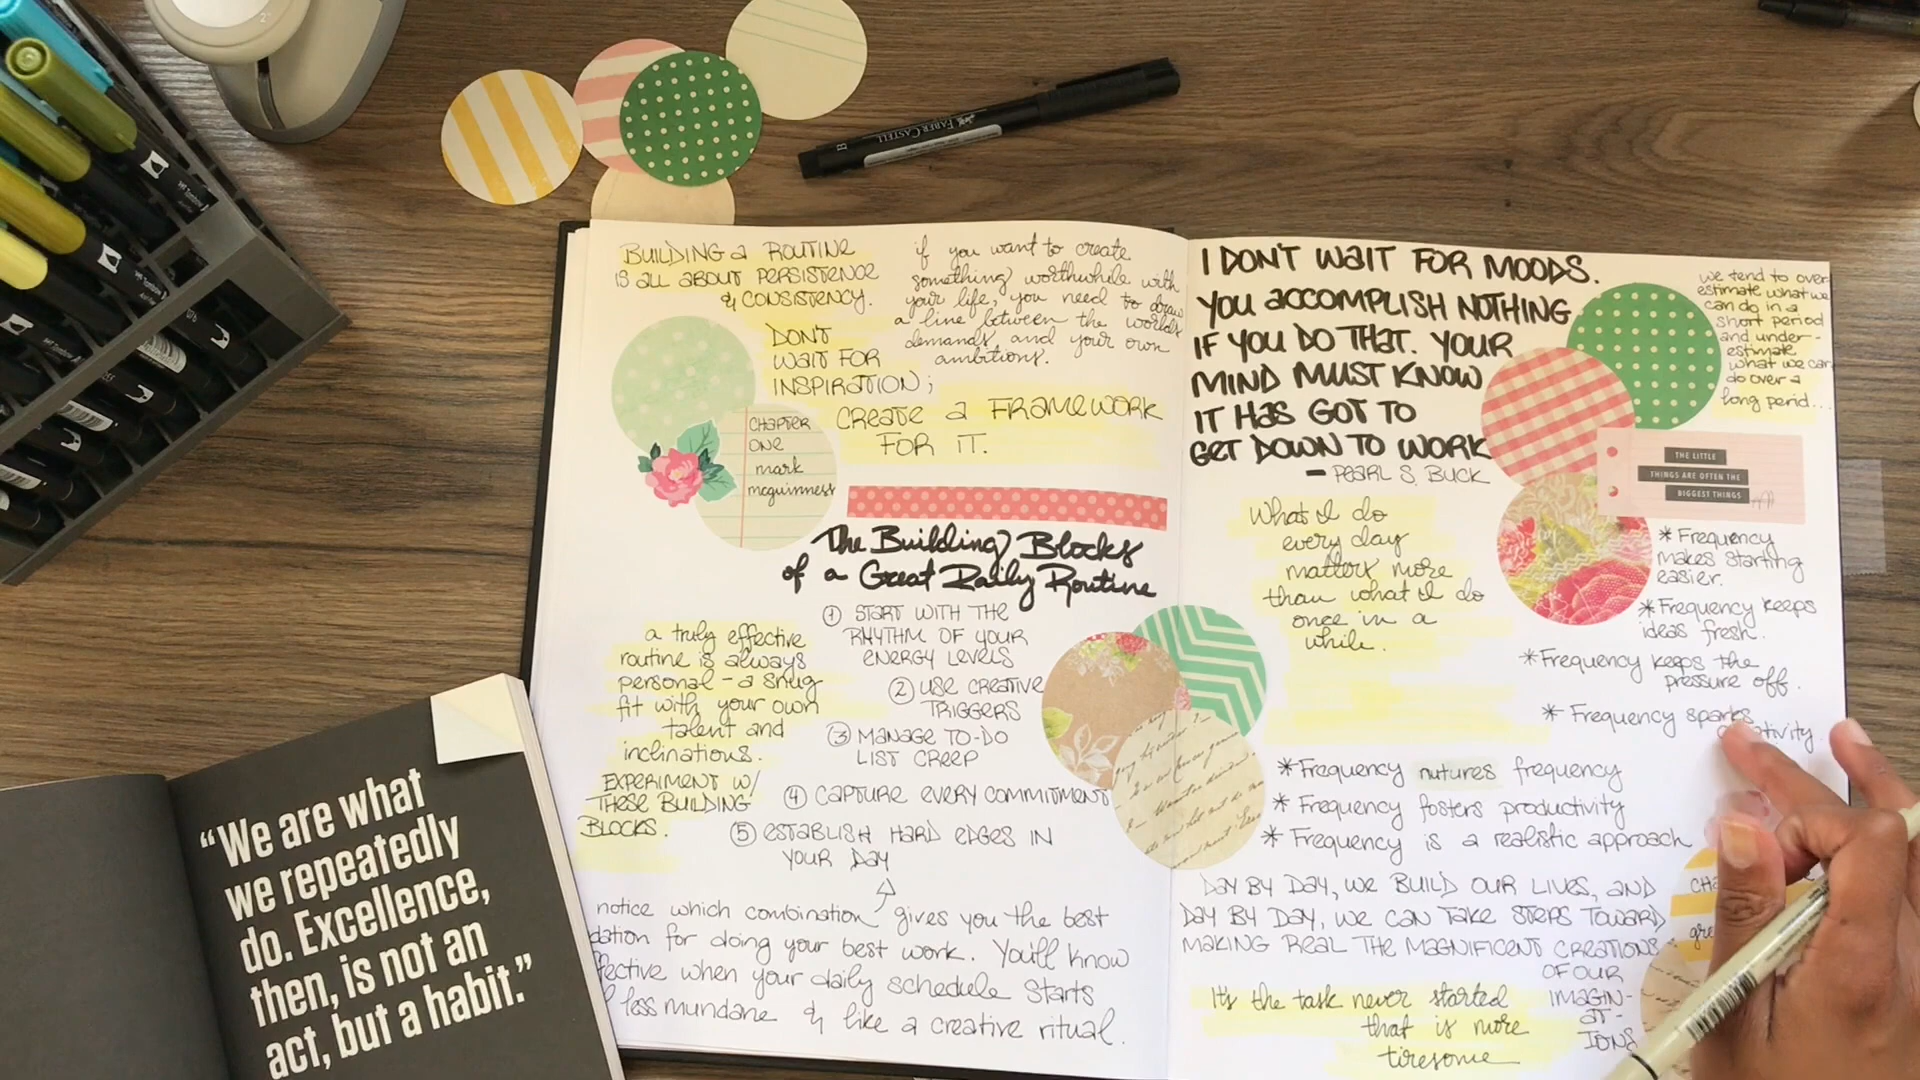 FABER-CASTELL
B
BUILDING a ROUTINE
IS ALL ABOUT PERSISTENCE
& CONSISTENCY.
if you want to create
something worthwhile with
your life, you need to draw
a line between the worlds
demands and your own
ambitions.
DON'T
WAIT FOR
INSPIRATION;
CREATE a FRAMEWORK
FOR IT.
CHAPTER
ONE
mark
mcguinness
The Building Blocks
of a Great Daily Routine
a truly effective
routine is always
personal - a snug
fit with your own
talent and
inclinations.
EXPERIMENT W/
THESE BUILDING
BLOCKS.
① START WITH THE
RHYTHM OF YOUR
ENERGY LEVELS
② USE CREATIVE
TRIGGERS
③ MANAGE TO-DO
LIST CREEP
④ CAPTURE EVERY COMMITMENT
⑤ ESTABLISH HARD EDGES IN
YOUR DAY
notice which combination gives you the best
dation for doing your best work. You'll know
ffective when your daily schedule starts
less mundane & like a creative ritual.
I DON'T WAIT FOR MOODS.
YOU ACCOMPLISH NOTHING
IF YOU DO THAT. YOUR
MIND MUST KNOW
IT HAS GOT TO
GET DOWN TO WORK
- PEARL S. BUCK
we tend to over
estimate what we
can do in a
short period
and under-
estimate
what we can
do over a
long perid...
THE LITTLE
THINGS ARE OFTEN THE
BIGGEST THINGS
What I do
every day
matters more
than what I do
once in a
while.
* Frequency
makes starting
easier.
* Frequency keeps
ideas fresh.
* Frequency keeps the
pressure off.
* Frequency sparks
* Frequency nutures frequency
* Frequency fosters productivity
* Frequency is a realistic approach
DAY BY DAY, WE BUILD OUR LIVES, AND
DAY BY DAY, WE CAN TAKE STEPS TOWARD
MAKING REAL THE MAGNIFICENT CREATIONS
OF OUR
IMAGIN-
AT-
IONS
It's the task never started
that is more
tiresome
CHA
gre
“We are what
we repeatedly
do. Excellence,
then, is not an
act, but a habit.”